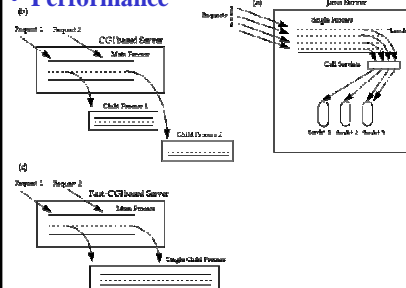 • Performance
(b)
Request 1 Request 2
CGI based Server
Main Process
Child Process 1
Child Process 2
(c)
Request 1 Request 2
Fast-CGI based Server
Main Process
Single Child Process
(a)
Java Server
Requests
Single Process
Call Servlets
Servlet 1 Servlet 2 Servlet 3